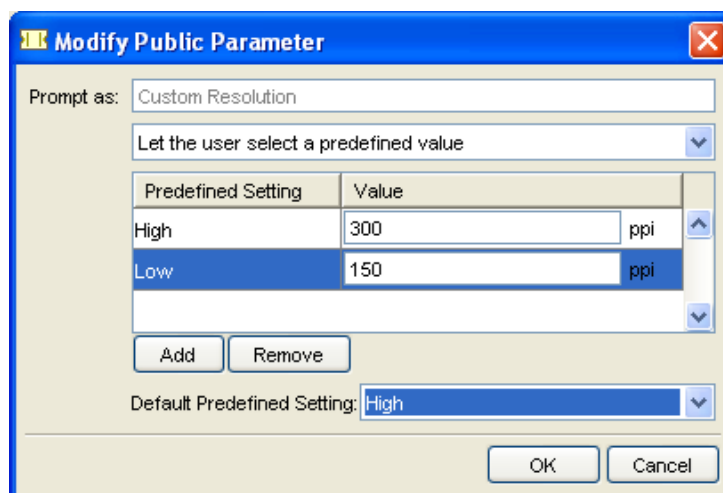 Modify Public Parameter
Prompt as: Custom Resolution
Let the user select a predefined value
Predefined Setting Value
High 300 ppi
Low 150 ppi
Add Remove
Default Predefined Setting: High
OK Cancel